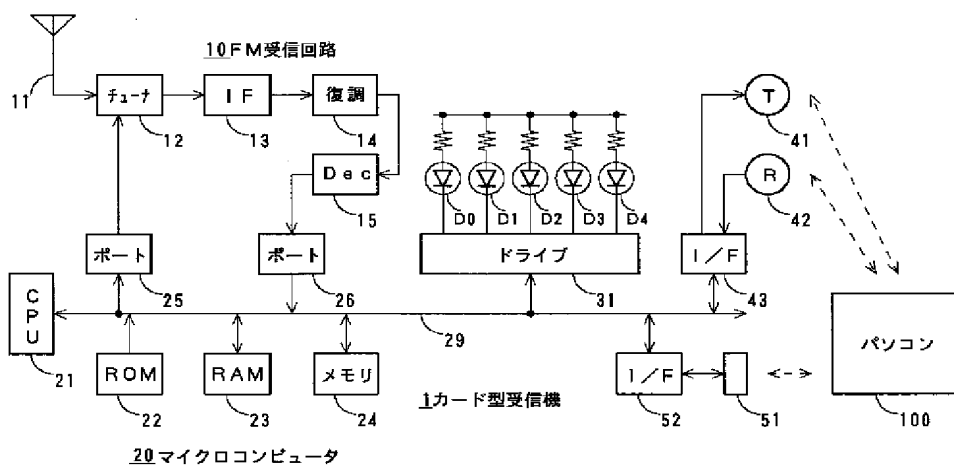 10 FM受信回路
11
チューナ
12
IF
13
復調
14
Dec
15
D0 D1 D2 D3 D4
T
41
R
42
ポート
25
ポート
26
ドライブ
31
I/F
43
CPU
21
29
ROM
22
RAM
23
メモリ
24
I/F
52
51
パソコン
100
1カード型受信機
20 マイクロコンピュータ